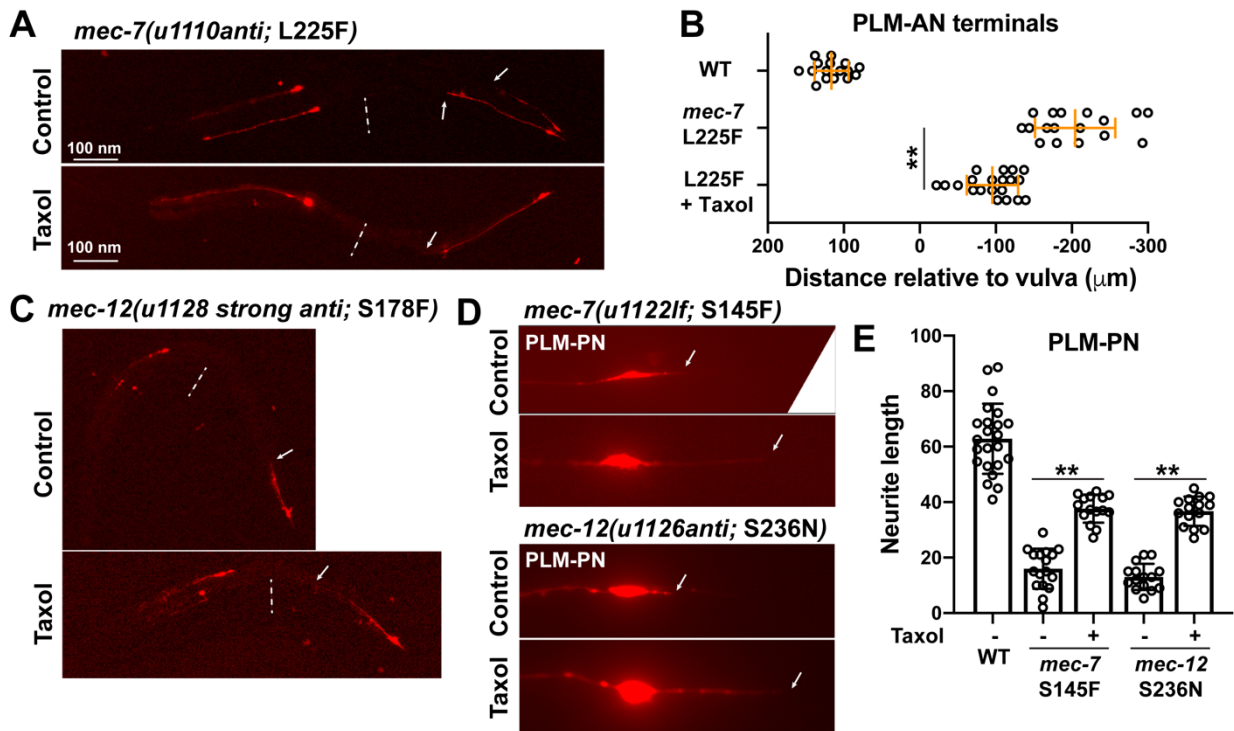 A
mec-7(u1110anti; L225F)
Control
100 nm
Taxol
100 nm
B
PLM-AN terminals
WT
mec-7
L225F
**
L225F
+ Taxol
200 100 0 -100 -200 -300
Distance relative to vulva (μm)
C
mec-12(u1128 strong anti; S178F)
Control
Taxol
D
mec-7(u1122lf; S145F)
PLM-PN
Control
Taxol
mec-12(u1126anti; S236N)
PLM-PN
Control
Taxol
E
PLM-PN
Neurite length
100
80
60
40
20
0
** **
Taxol - - + - +
WT mec-7 mec-12
S145F S236N